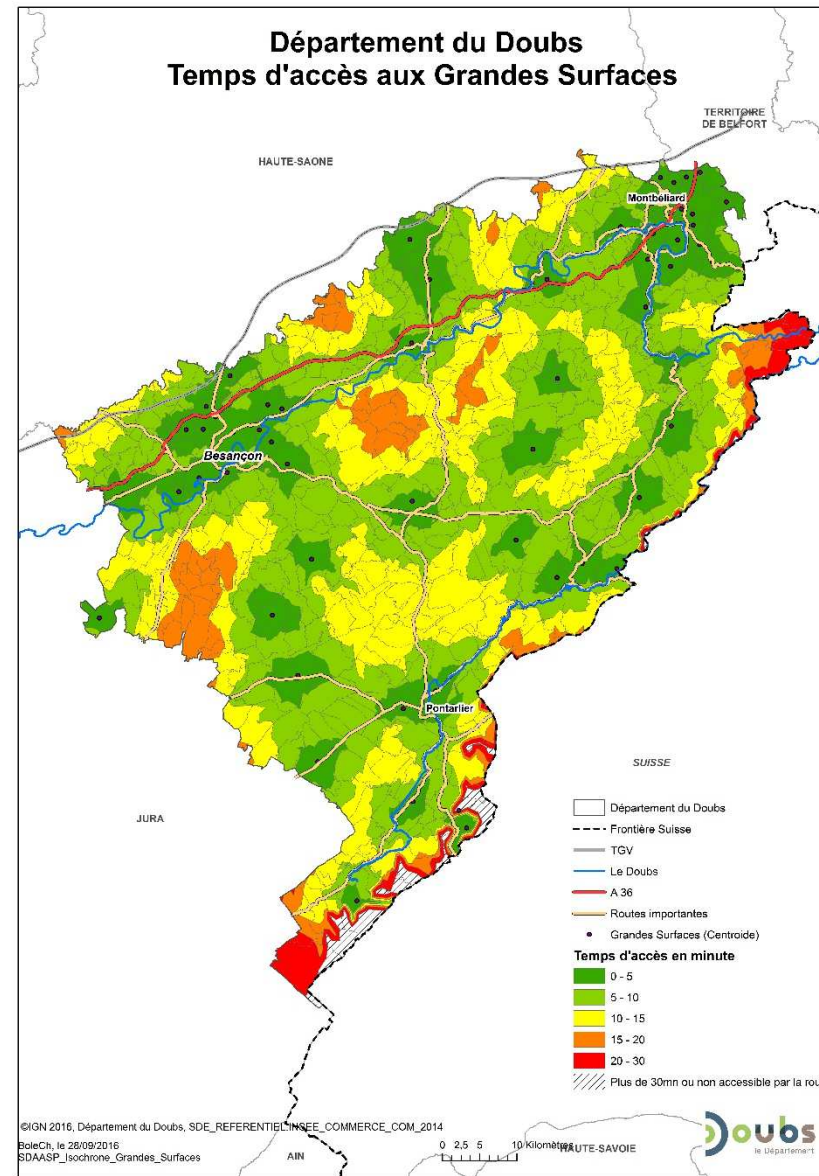 Département du Doubs
Temps d'accès aux Grandes Surfaces
TERRITOIRE
DE BELFORT
HAUTE-SAONE
Montbéliard
Besançon
Pontarlier
SUISSE
JURA
Département du Doubs
Frontière Suisse
TGV
Le Doubs
A 36
Routes importantes
Grandes Surfaces (Centroide)
Temps d'accès en minute
0 - 5
5 - 10
10 - 15
15 - 20
20 - 30
Plus de 30mn ou non accessible par la rou
©IGN 2016, Département du Doubs, SDE_REFERENTIEL.INSEE_COMMERCE_COM_2014
BoleCh, le 28/09/2016
SDAASP_Isochrone_Grandes_Surfaces
AIN
0 2,5 5 10 Kilomètres
HAUTE-SAVOIE
Doubs
le Département